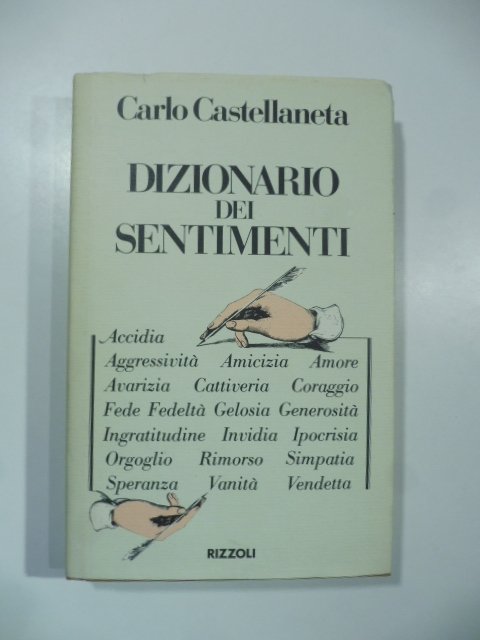 Carlo Castellaneta
DIZIONARIO
DEI
SENTIMENTI
Accidia
Aggressività Amicizia Amore
Avarizia Cattiveria Coraggio
Fede Fedeltà Gelosia Generosità
Ingratitudine Invidia Ipocrisia
Orgoglio Rimorso Simpatia
Speranza Vanità Vendetta
RIZZOLI